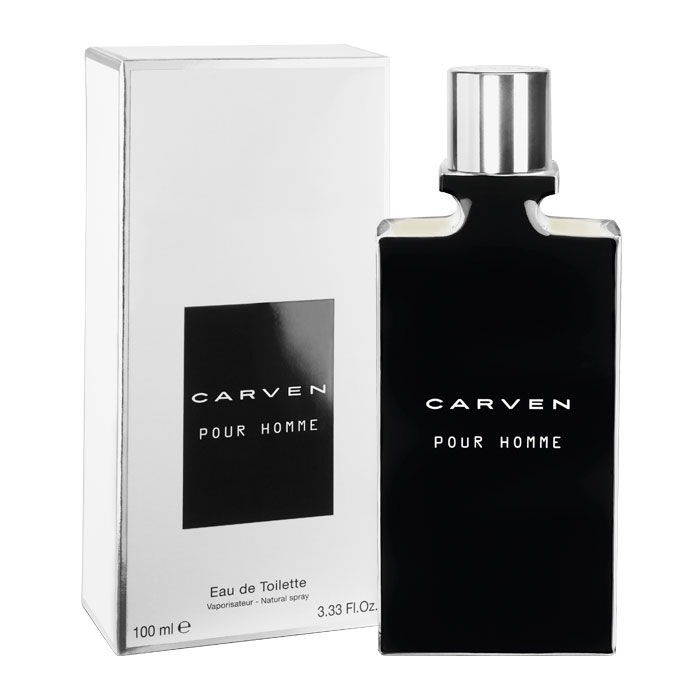 CARVEN
POUR HOMME
Eau de Toilette
Vaporisateur - Natural spray
100 ml ℮
3.33 Fl.Oz.
CARVEN
POUR HOMME